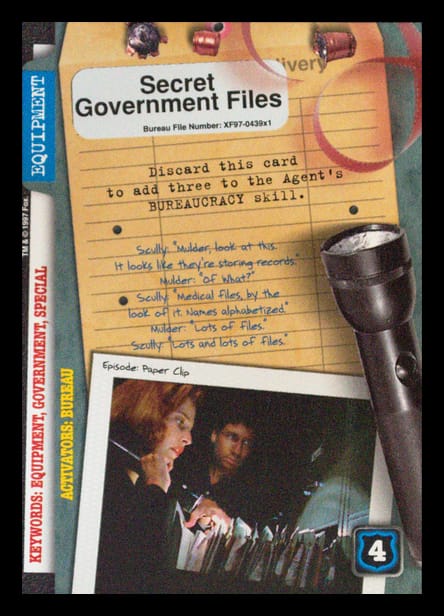 livery
Secret
Government Files
Bureau File Number: XF97-0439x1
EQUIPMENT
TM & © 1997 Fox.
KEYWORDS: EQUIPMENT, GOVERNMENT, SPECIAL
ACTIVATORS: BUREAU
Discard this card
to add three to the Agent's
BUREAUCRACY skill.
Scully: "Mulder, look at this.
It looks like they're storing records."
Mulder: "Of What?"
Scully: "Medical files, by the
look of it. Names alphabetized."
Mulder: "Lots of files."
Scully: "Lots and lots of files."
Episode: Paper Clip
4